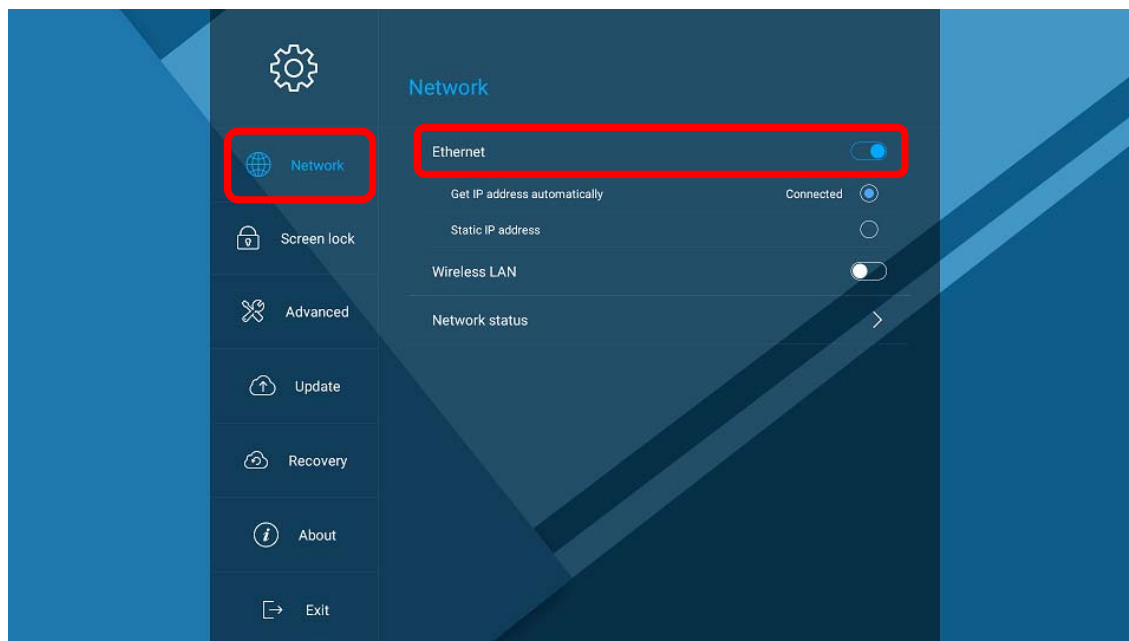 Network
Screen lock
Advanced
Update
Recovery
About
Exit
Network
Ethernet
Get IP address automatically Connected
Static IP address
Wireless LAN
Network status